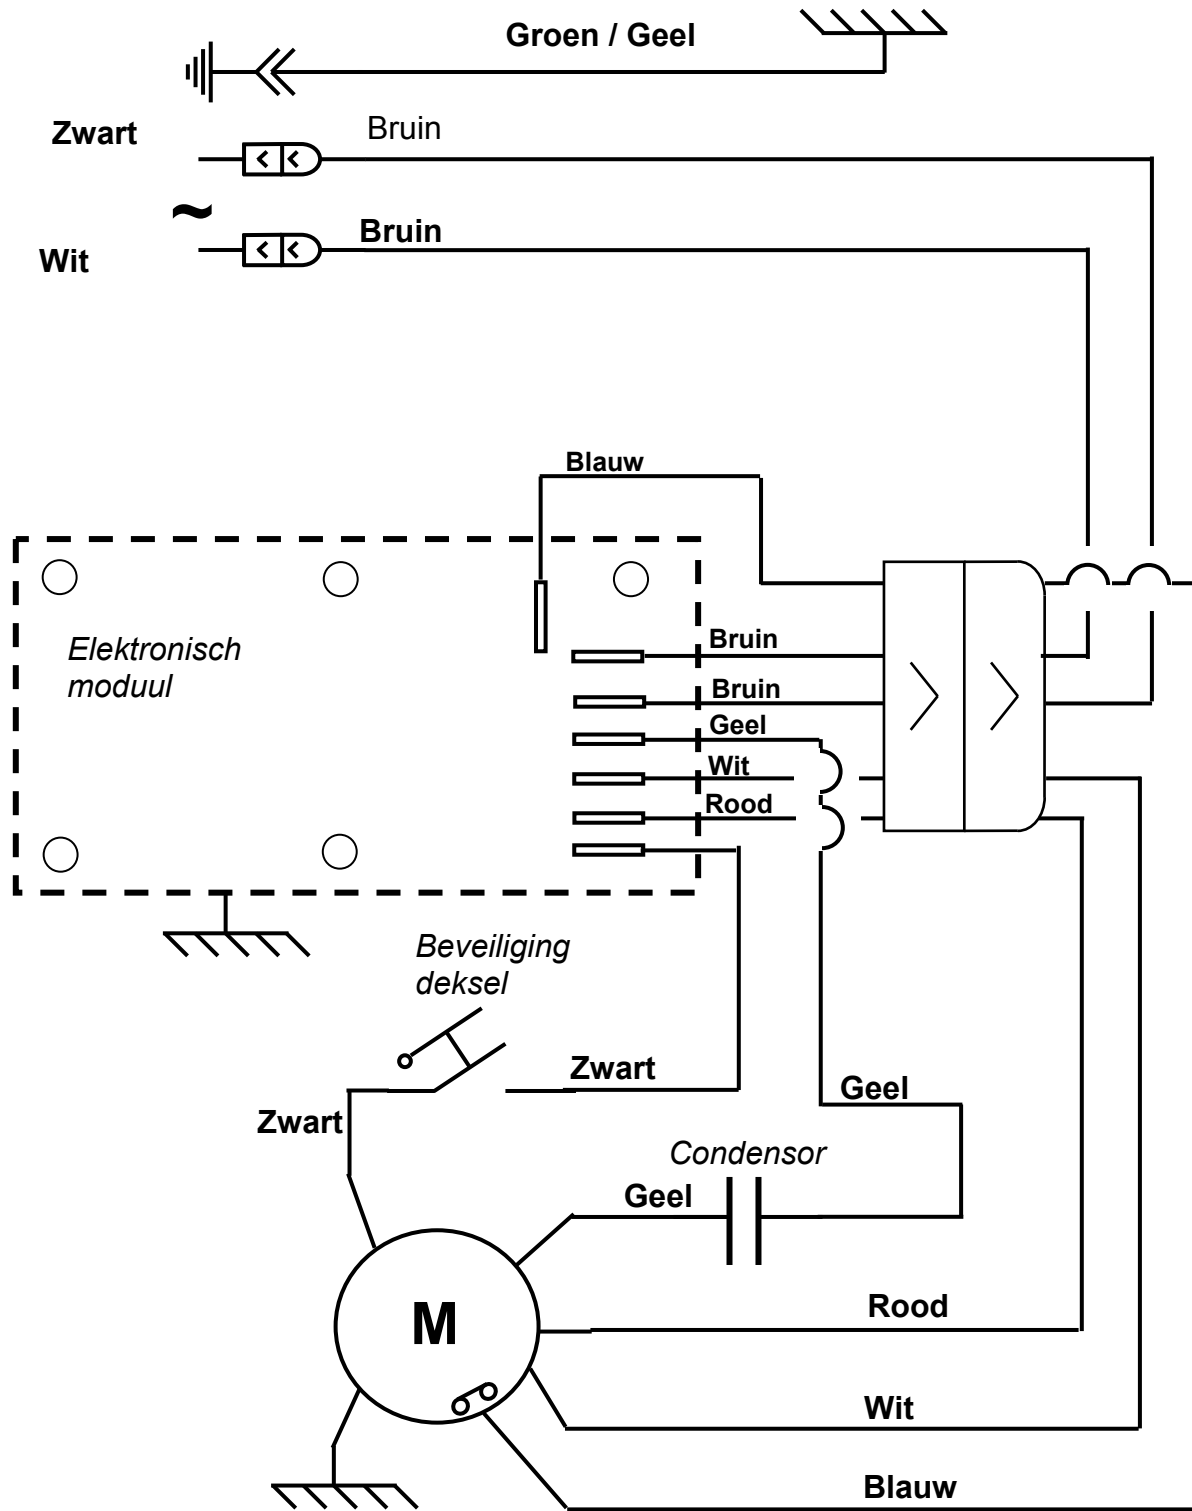 Groen / Geel
Zwart
Bruin
~
Bruin
Wit
Blauw
Elektronisch
moduul
Bruin
Bruin
Geel
Wit
Rood
Beveiliging
deksel
Zwart
Geel
Zwart
Condensor
Geel
M
Rood
Wit
Blauw